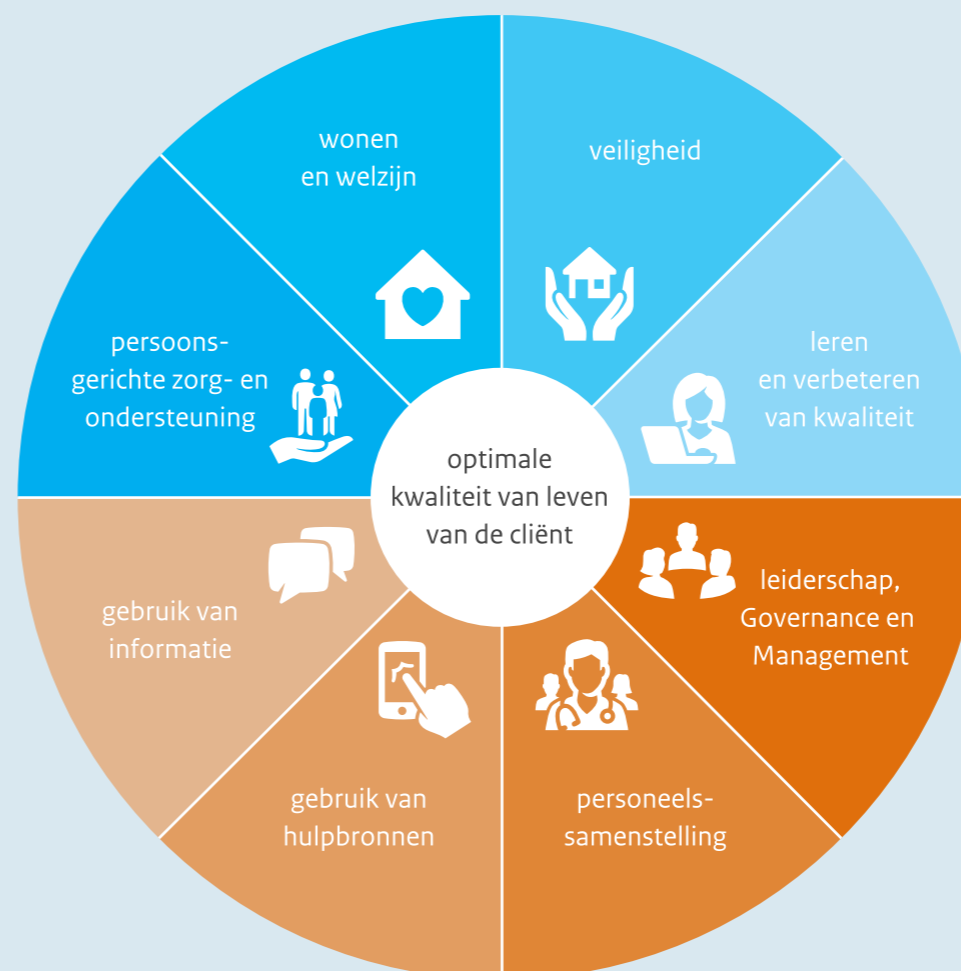 wonen
en welzijn
veiligheid
persoons-
gerichte zorg- en
ondersteuning
leren
en verbeteren
van kwaliteit
optimale
kwaliteit van leven
van de cliënt
gebruik van
informatie
leiderschap,
Governance en
Management
gebruik van
hulpbronnen
personeels-
samenstelling